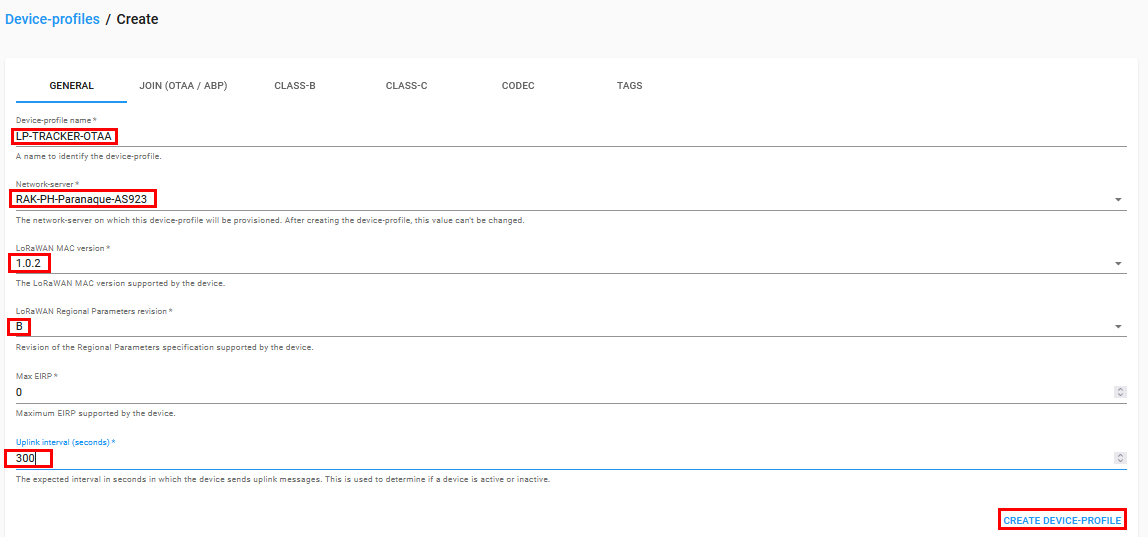 Device-profiles / Create
GENERAL JOIN (OTAA / ABP) CLASS-B CLASS-C CODEC TAGS
Device-profile name *
LP-TRACKER-OTAA
A name to identify the device-profile.
Network-server *
RAK-PH-Paranaque-AS923
The network-server on which this device-profile will be provisioned. After creating the device-profile, this value can't be changed.
LoRaWAN MAC version *
1.0.2
The LoRaWAN MAC version supported by the device.
LoRaWAN Regional Parameters revision *
B
Revision of the Regional Parameters specification supported by the device.
Max EIRP *
0
Maximum EIRP supported by the device.
Uplink interval (seconds) *
300
The expected interval in seconds in which the device sends uplink messages. This is used to determine if a device is active or inactive.
CREATE DEVICE-PROFILE